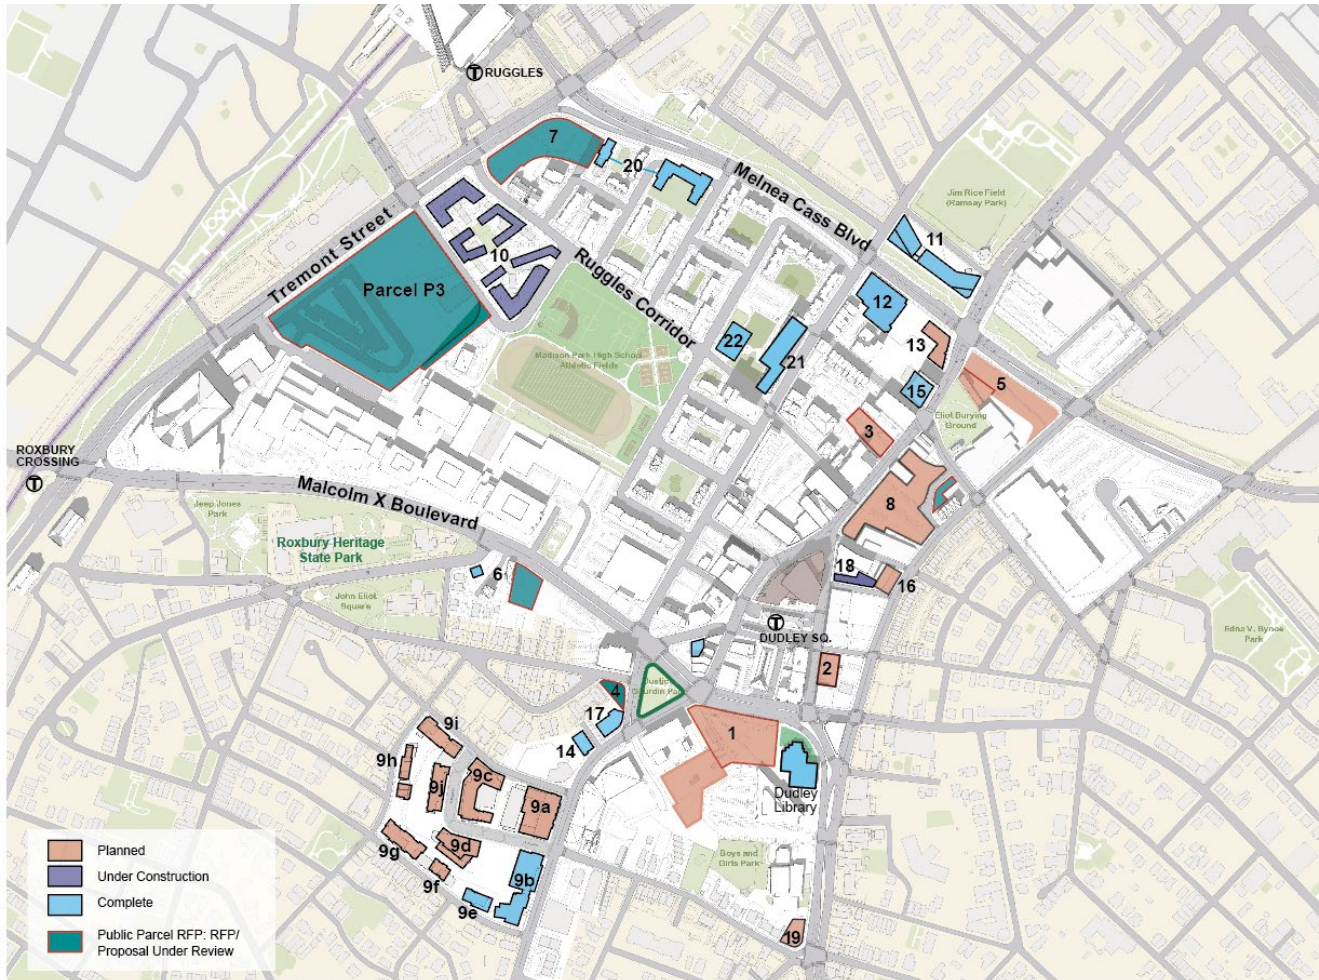 RUGGLES
7
20
Melnea Cass Blvd
Jim Rice Field
(Ramsay Park)
11
Tremont Street
10
Ruggles Corridor
Parcel P3
12
13
Madison Park High School
Athletic Fields
22
21
15
5
Eliot Burying
Ground
3
ROXBURY
CROSSING
Malcolm X Boulevard
8
Jeep Jones
Park
Roxbury Heritage
State Park
18
16
6
John Eliot
Square
DUDLEY SQ.
Edna V. Bynoe
Park
2
Justice
Gourdin Park
4
17
14
1
9i
9h
9c
9j
9a
Dudley
Library
9d
9g
9f
9b
9e
Boys and
Girls Park
19
Planned
Under Construction
Complete
Public Parcel RFP: RFP/
Proposal Under Review